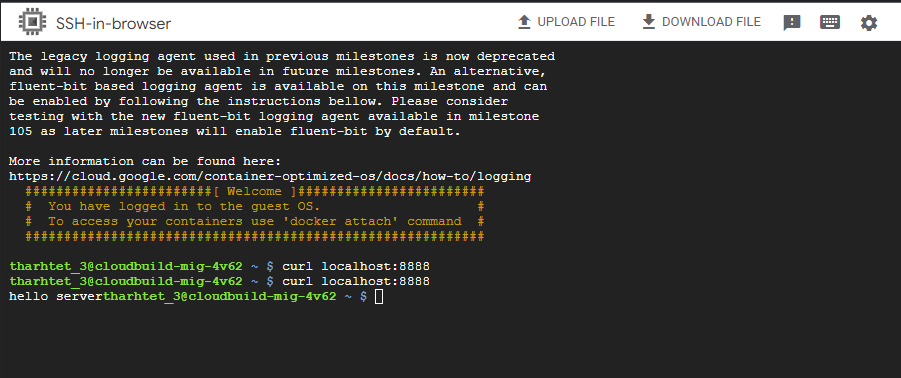 SSH-in-browser
UPLOAD FILE
DOWNLOAD FILE
The legacy logging agent used in previous milestones is now deprecated
and will no longer be available in future milestones. An alternative,
fluent-bit based logging agent is available on this milestone and can
be enabled by following the instructions bellow. Please consider
testing with the new fluent-bit logging agent available in milestone
105 as later milestones will enable fluent-bit by default.
More information can be found here:
https://cloud.google.com/container-optimized-os/docs/how-to/logging
########################[ Welcome ]########################
#  You have logged in to the guest OS.                    #
#  To access your containers use 'docker attach' command  #
###########################################################
tharhtet_3@cloudbuild-mig-4v62 ~ $ curl localhost:8888
tharhtet_3@cloudbuild-mig-4v62 ~ $ curl localhost:8888
hello servertharhtet_3@cloudbuild-mig-4v62 ~ $